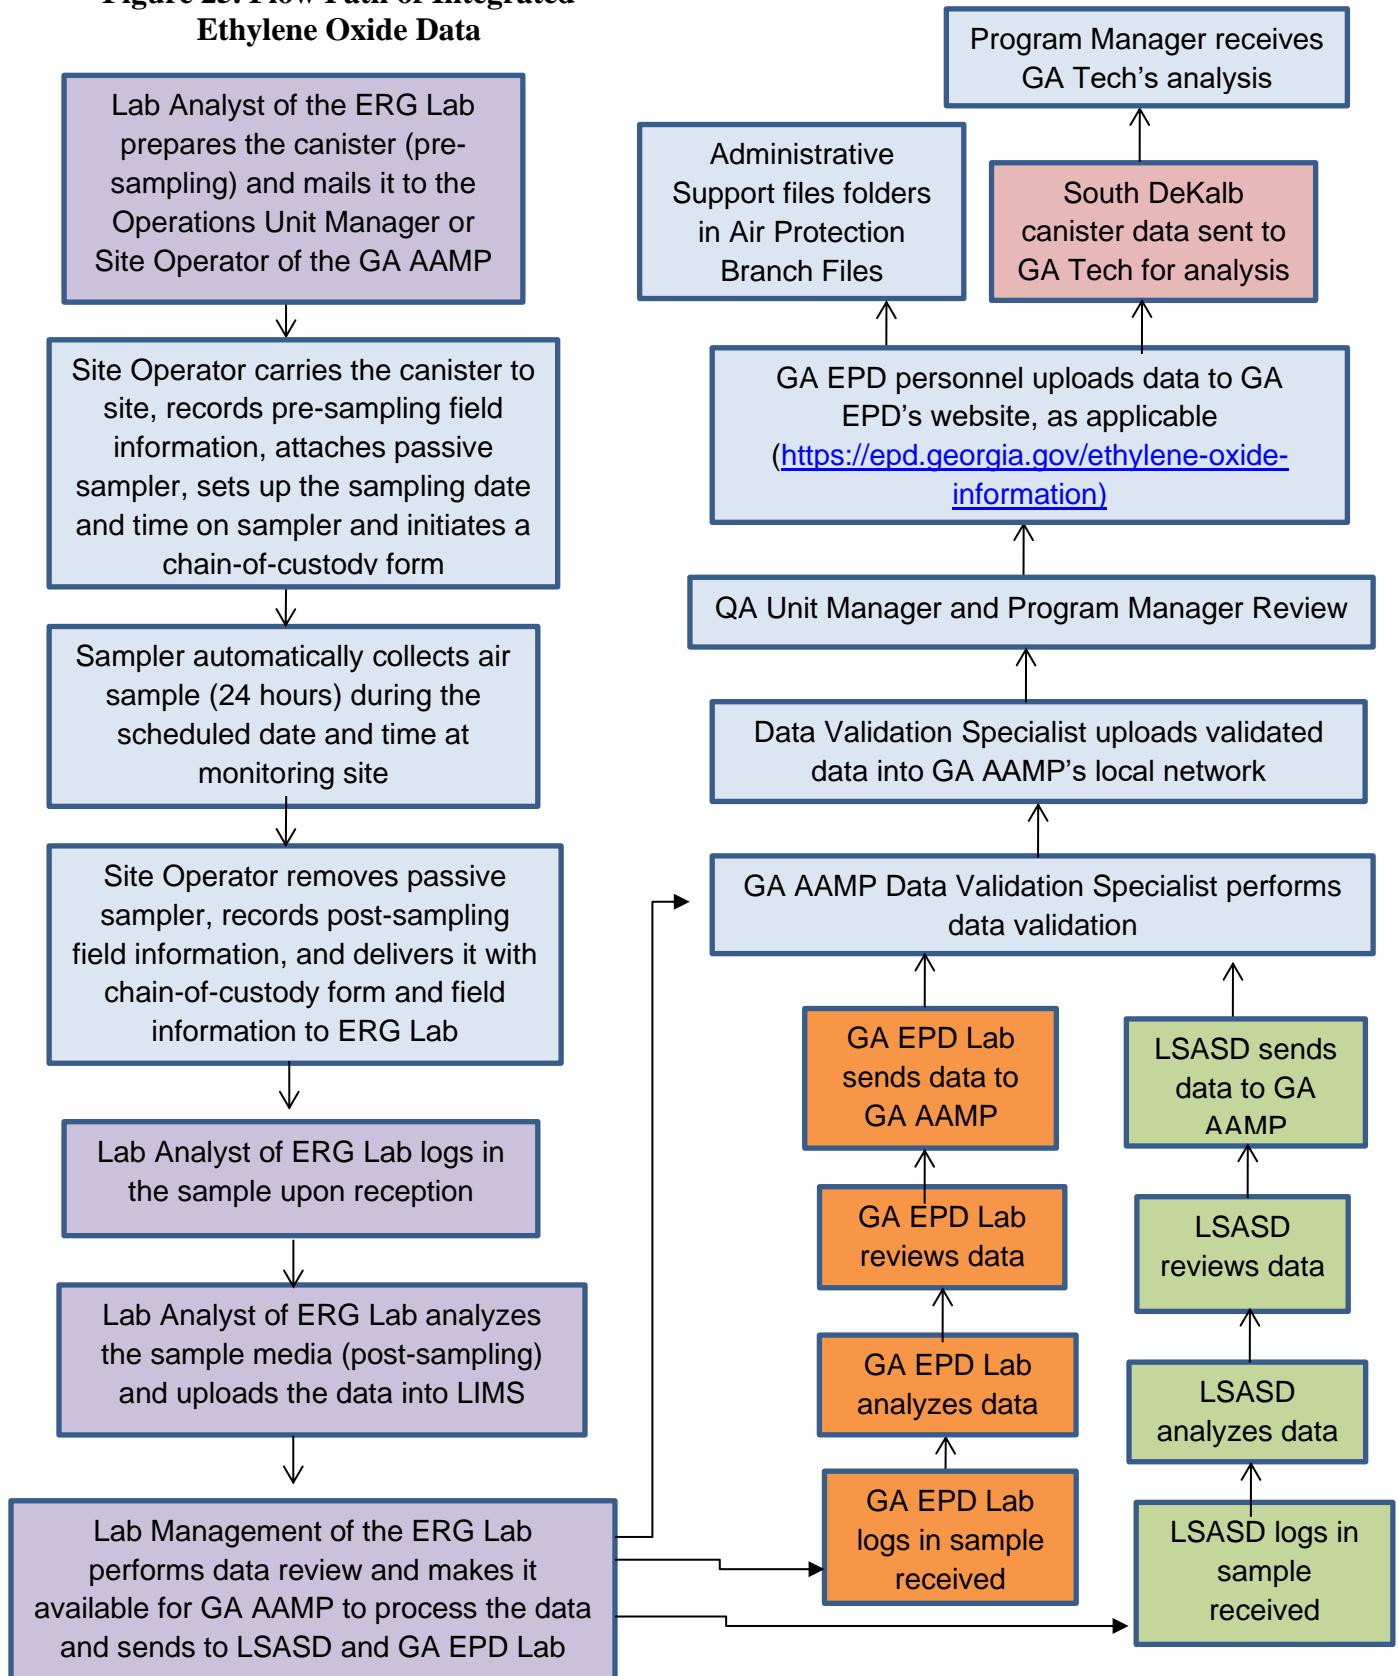 Figure 25. Flow Path of Integrated
Ethylene Oxide Data
Lab Analyst of the ERG Lab
prepares the canister (pre-
sampling) and mails it to the
Operations Unit Manager or
Site Operator of the GA AAMP
Site Operator carries the canister to
site, records pre-sampling field
information, attaches passive
sampler, sets up the sampling date
and time on sampler and initiates a
chain-of-custody form
Sampler automatically collects air
sample (24 hours) during the
scheduled date and time at
monitoring site
Site Operator removes passive
sampler, records post-sampling
field information, and delivers it with
chain-of-custody form and field
information to ERG Lab
Lab Analyst of ERG Lab logs in
the sample upon reception
Lab Analyst of ERG Lab analyzes
the sample media (post-sampling)
and uploads the data into LIMS
Lab Management of the ERG Lab
performs data review and makes it
available for GA AAMP to process the data
and sends to LSASD and GA EPD Lab
GA EPD Lab
logs in sample
received
GA EPD Lab
analyzes data
GA EPD Lab
reviews data
GA EPD Lab
sends data to
GA AAMP
LSASD logs in
sample
received
LSASD
analyzes data
LSASD
reviews data
LSASD sends
data to GA
AAMP
GA AAMP Data Validation Specialist performs
data validation
Data Validation Specialist uploads validated
data into GA AAMP’s local network
QA Unit Manager and Program Manager Review
GA EPD personnel uploads data to GA
EPD’s website, as applicable
(https://epd.georgia.gov/ethylene-oxide-
information)
Administrative
Support files folders
in Air Protection
Branch Files
South DeKalb
canister data sent to
GA Tech for analysis
Program Manager receives
GA Tech’s analysis